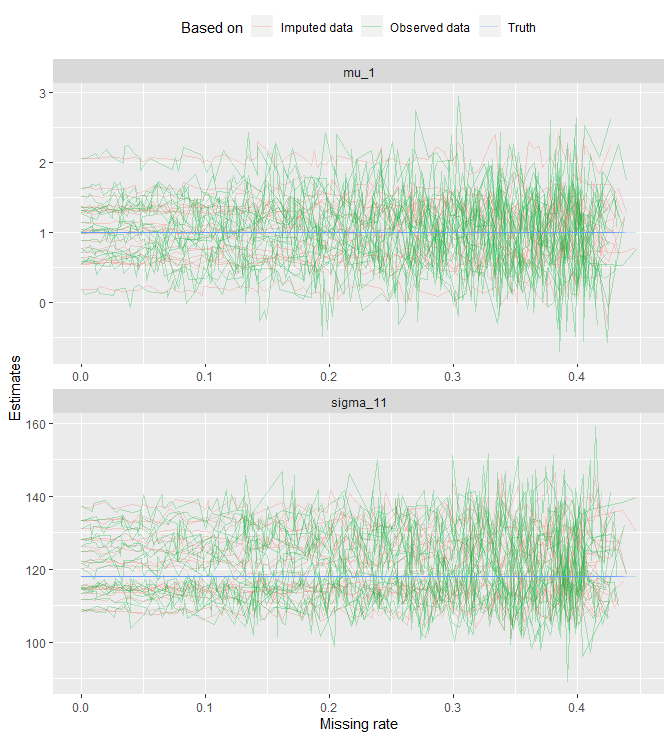 Based on Imputed data Observed data Truth
mu_1
3
2
1
0
0.0 0.1 0.2 0.3 0.4
Estimates
sigma_11
160
140
120
100
0.0 0.1 0.2 0.3 0.4
Missing rate